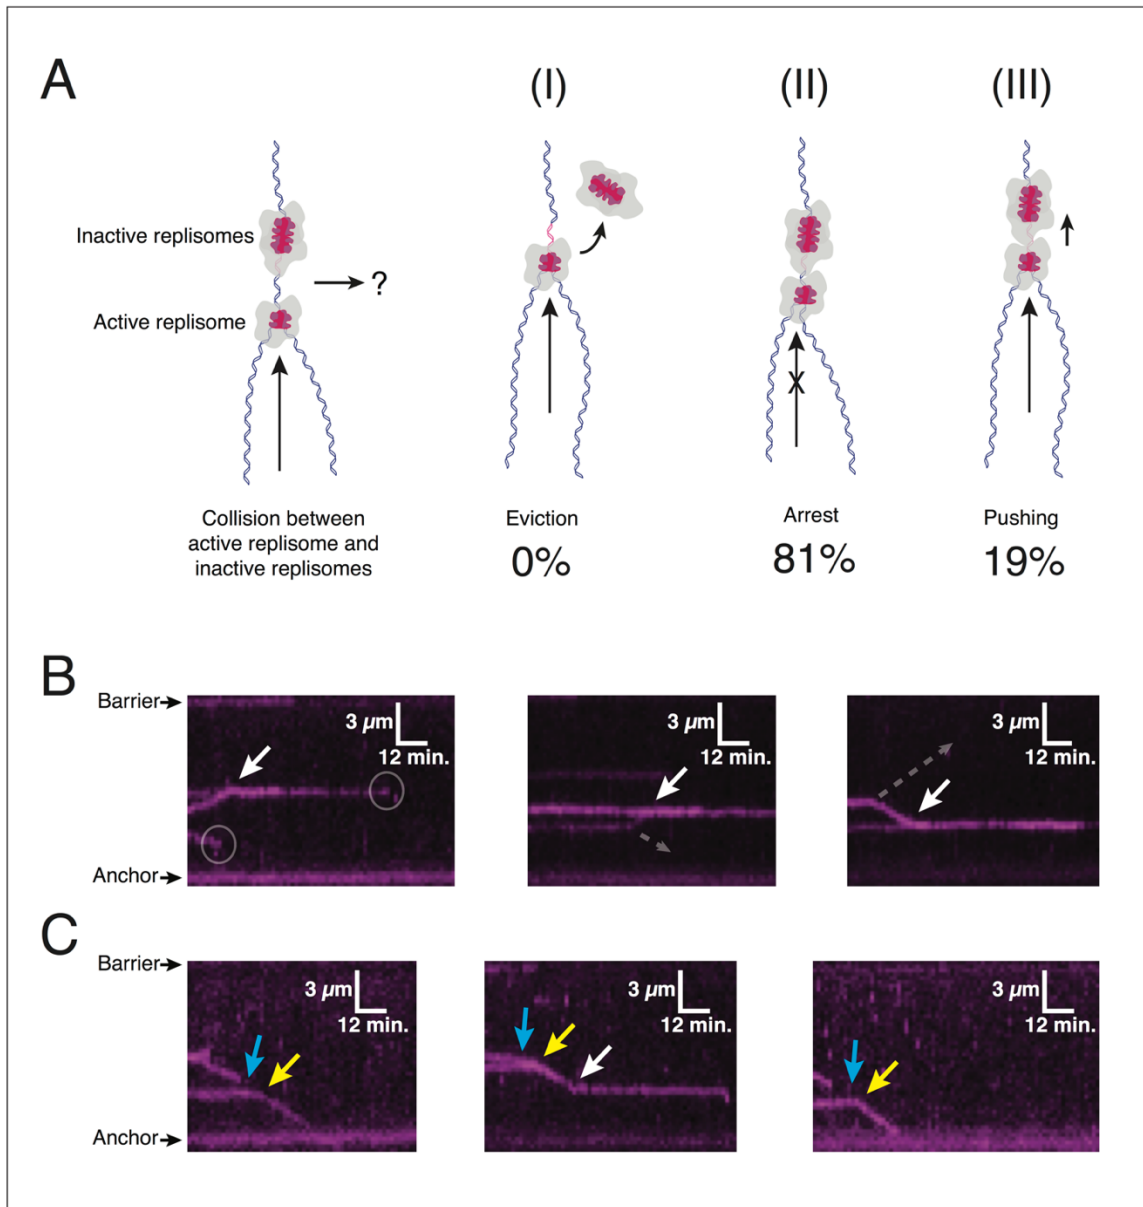 A
(I)
(II)
(III)
Inactive replisomes
?
Active replisome
X
Collision between
active replisome and
inactive replisomes
Eviction
0%
Arrest
81%
Pushing
19%
B
Barrier
3 µm
12 min.
3 µm
12 min.
3 µm
12 min.
Anchor
C
Barrier
3 µm
12 min.
3 µm
12 min.
3 µm
12 min.
Anchor